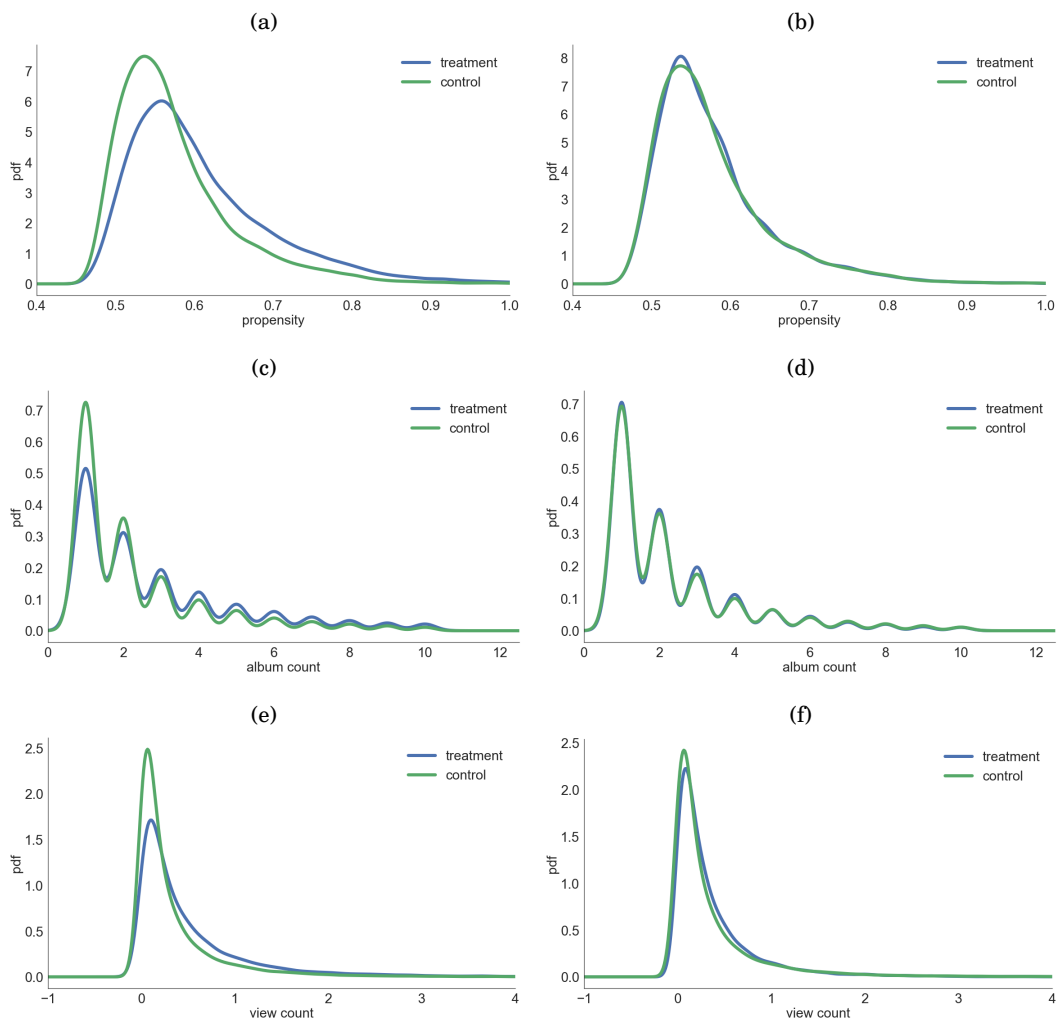 (a)
treatment
control
pdf
7
6
5
4
3
2
1
0
0.4 0.5 0.6 0.7 0.8 0.9 1.0
propensity
(b)
treatment
control
pdf
8
7
6
5
4
3
2
1
0
0.4 0.5 0.6 0.7 0.8 0.9 1.0
propensity
(c)
treatment
control
pdf
0.7
0.6
0.5
0.4
0.3
0.2
0.1
0.0
0 2 4 6 8 10 12
album count
(d)
treatment
control
pdf
0.7
0.6
0.5
0.4
0.3
0.2
0.1
0.0
0 2 4 6 8 10 12
album count
(e)
treatment
control
pdf
2.5
2.0
1.5
1.0
0.5
0.0
−1 0 1 2 3 4
view count
(f)
treatment
control
pdf
2.5
2.0
1.5
1.0
0.5
0.0
−1 0 1 2 3 4
view count